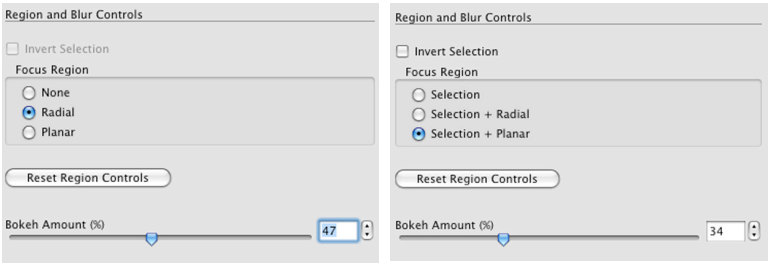 Region and Blur Controls
Invert Selection
Focus Region
None
Radial
Planar
Reset Region Controls
Bokeh Amount (%)
47
Region and Blur Controls
Invert Selection
Focus Region
Selection
Selection + Radial
Selection + Planar
Reset Region Controls
Bokeh Amount (%)
34